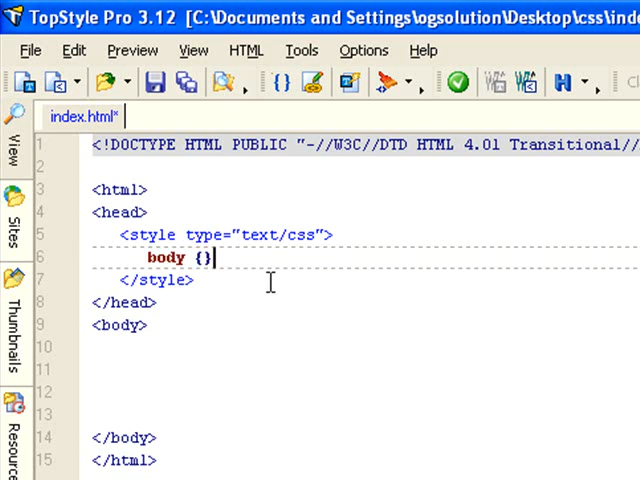 TopStyle Pro 3.12 [C:\Documents and Settings\ogsolution\Desktop\css\inde
File Edit Preview View HTML Tools Options Help
index.html*
View
Sites
Thumbnails
Resource
1 <!DOCTYPE HTML PUBLIC "-//W3C//DTD HTML 4.01 Transitional//
2
3 <html>
4 <head>
5 <style type="text/css">
6 body {}
7 </style>
8 </head>
9 <body>
10
11
12
13
14 </body>
15 </html>